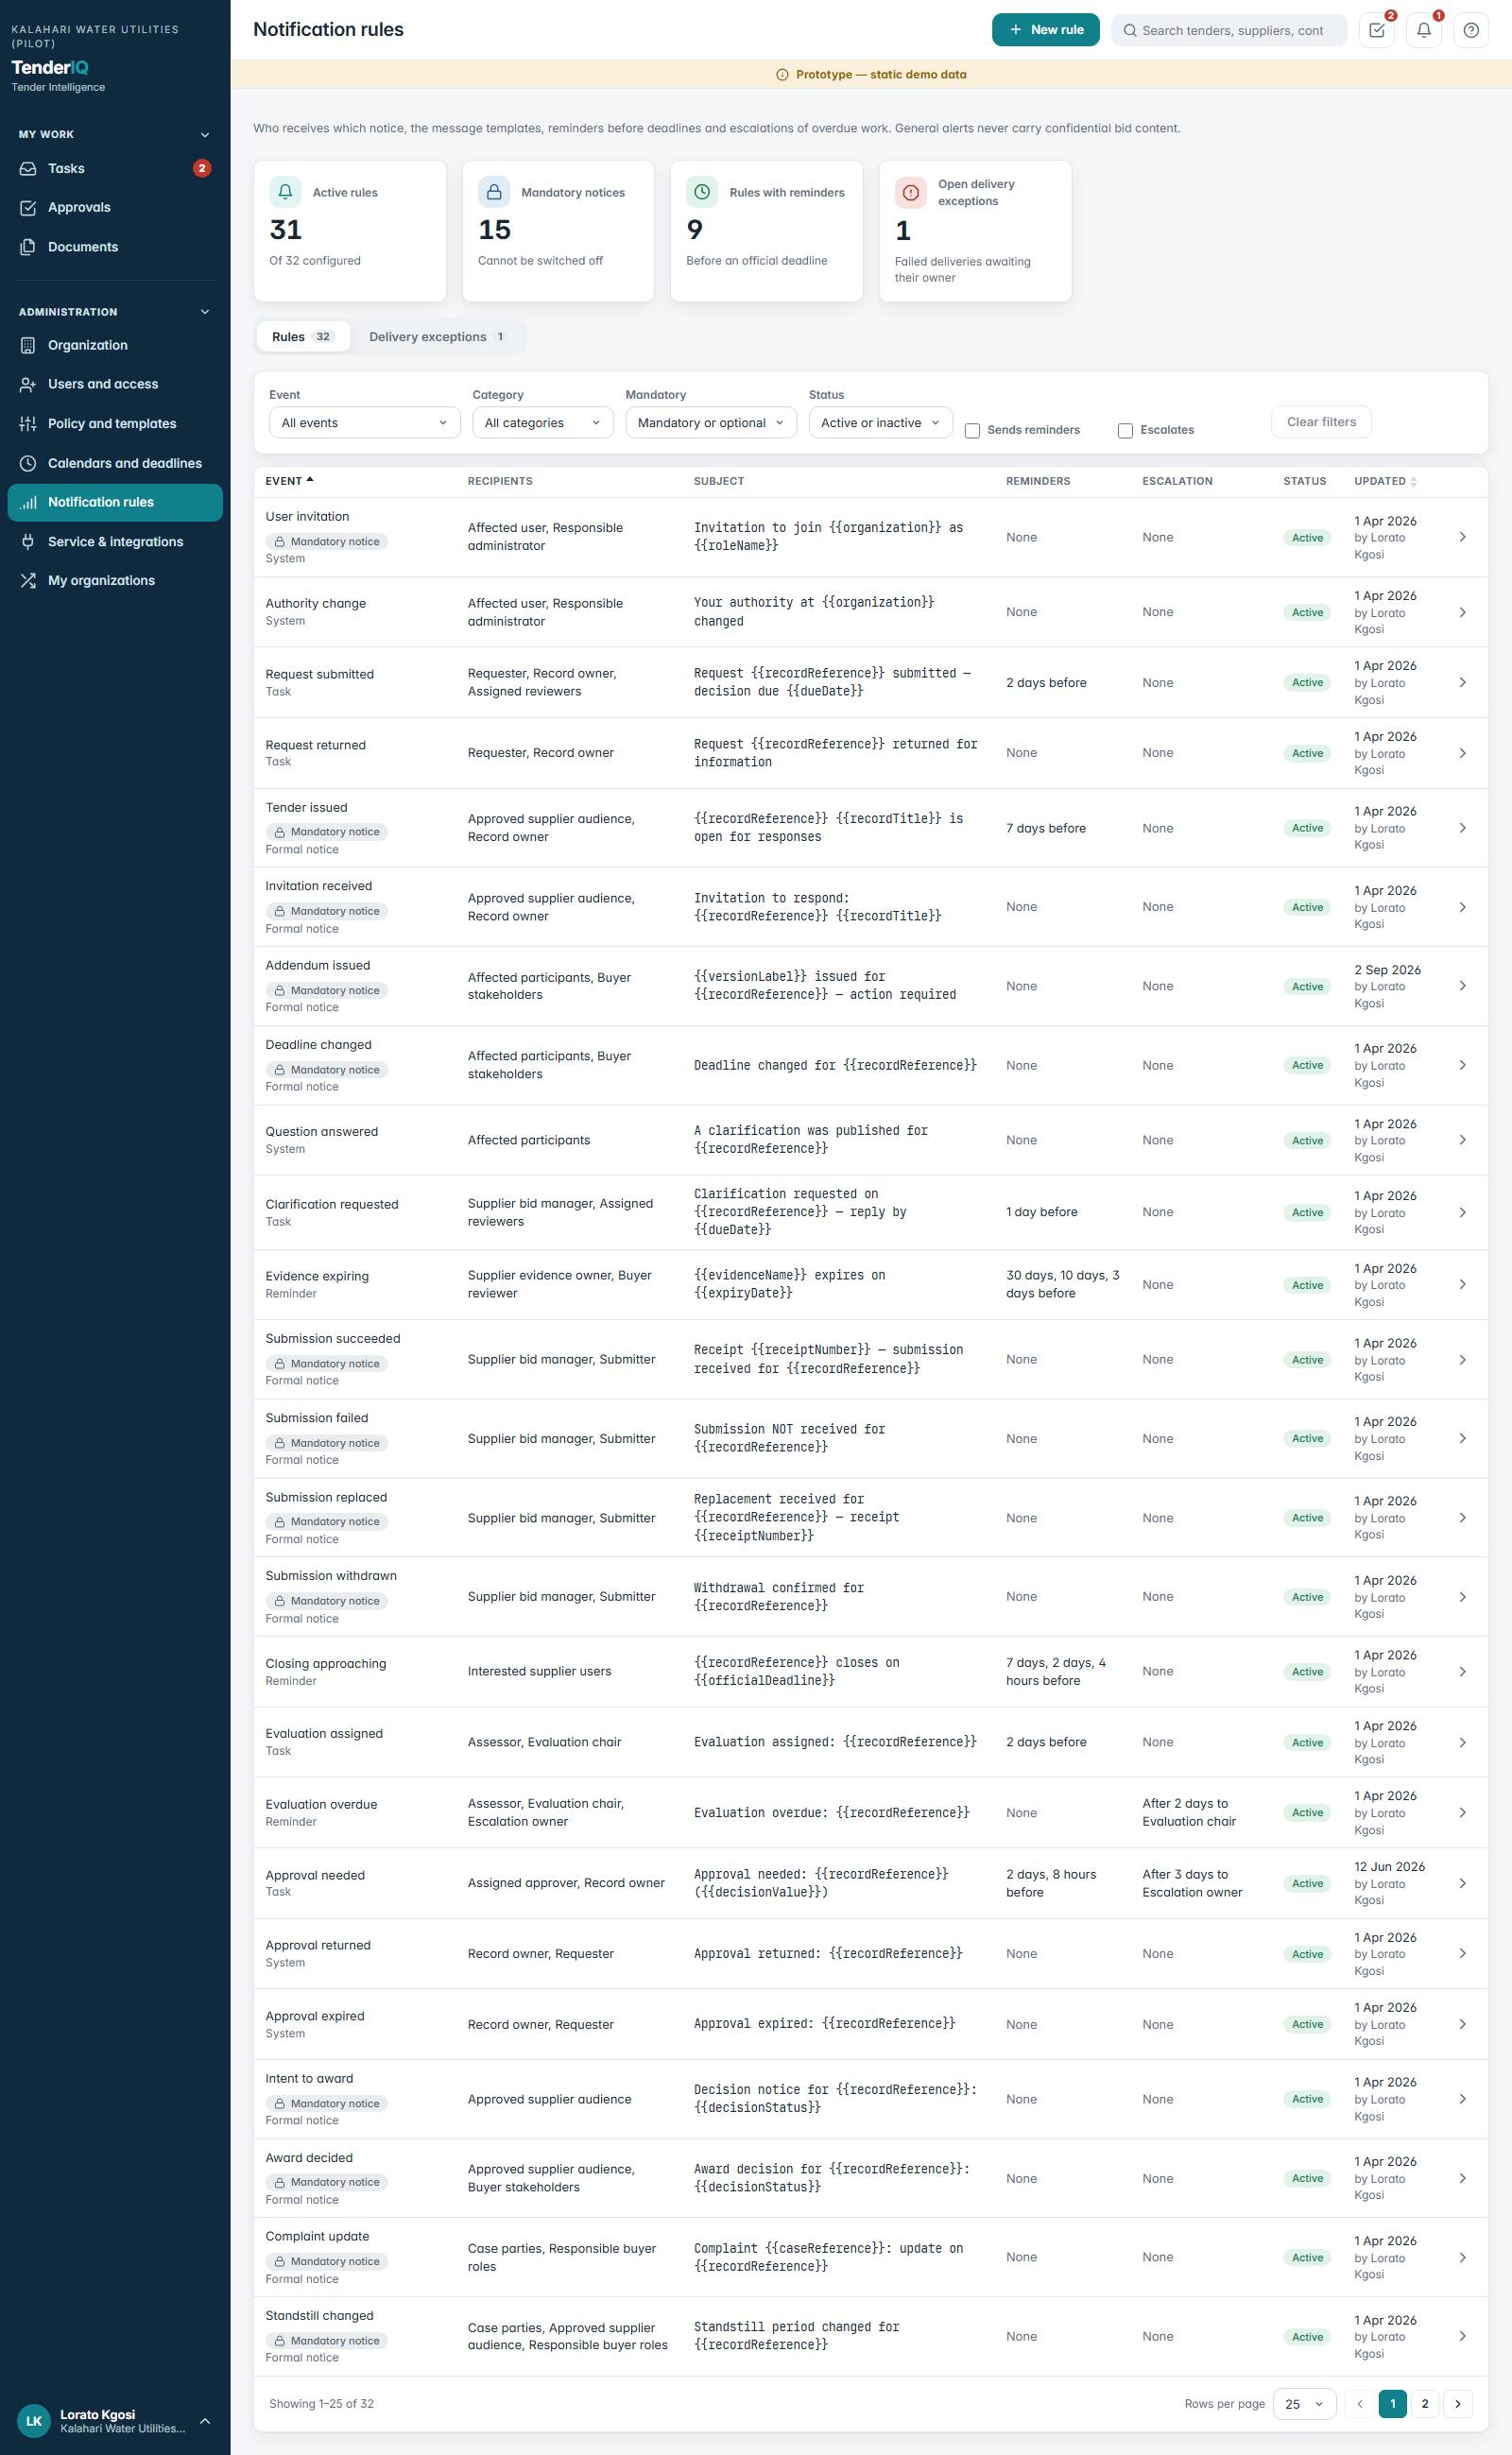 KALAHARI WATER UTILITIES
(PILOT)
TenderIQ
Tender Intelligence
MY WORK
Tasks 2
Approvals
Documents
ADMINISTRATION
Organization
Users and access
Policy and templates
Calendars and deadlines
Notification rules
Service & integrations
My organizations
LK
Lorato Kgosi
Kalahari Water Utilities...
Notification rules
New rule
Search tenders, suppliers, cont
2
1
Prototype — static demo data
Who receives which notice, the message templates, reminders before deadlines and escalations of overdue work. General alerts never carry confidential bid content.
Active rules
31
Of 32 configured
Mandatory notices
15
Cannot be switched off
Rules with reminders
9
Before an official deadline
Open delivery
exceptions
1
Failed deliveries awaiting
their owner
Rules 32 Delivery exceptions 1
Event Category Mandatory Status
All events All categories Mandatory or optional Active or inactive Sends reminders Escalates Clear filters
EVENT RECIPIENTS SUBJECT REMINDERS ESCALATION STATUS UPDATED
User invitation
Mandatory notice
System
Affected user, Responsible
administrator
Invitation to join {{organization}} as
{{roleName}}
None
None
Active
1 Apr 2026
by Lorato
Kgosi
Authority change
System
Affected user, Responsible
administrator
Your authority at {{organization}}
changed
None
None
Active
1 Apr 2026
by Lorato
Kgosi
Request submitted
Task
Requester, Record owner,
Assigned reviewers
Request {{recordReference}} submitted —
decision due {{dueDate}}
2 days before
None
Active
1 Apr 2026
by Lorato
Kgosi
Request returned
Task
Requester, Record owner
Request {{recordReference}} returned for
information
None
None
Active
1 Apr 2026
by Lorato
Kgosi
Tender issued
Mandatory notice
Formal notice
Approved supplier audience,
Record owner
{{recordReference}} {{recordTitle}} is
open for responses
7 days before
None
Active
1 Apr 2026
by Lorato
Kgosi
Invitation received
Mandatory notice
Formal notice
Approved supplier audience,
Record owner
Invitation to respond:
{{recordReference}} {{recordTitle}}
None
None
Active
1 Apr 2026
by Lorato
Kgosi
Addendum issued
Mandatory notice
Formal notice
Affected participants, Buyer
stakeholders
{{versionLabel}} issued for
{{recordReference}} — action required
None
None
Active
2 Sep 2026
by Lorato
Kgosi
Deadline changed
Mandatory notice
Formal notice
Affected participants, Buyer
stakeholders
Deadline changed for {{recordReference}}
None
None
Active
1 Apr 2026
by Lorato
Kgosi
Question answered
System
Affected participants
A clarification was published for
{{recordReference}}
None
None
Active
1 Apr 2026
by Lorato
Kgosi
Clarification requested
Task
Supplier bid manager, Assigned
reviewers
Clarification requested on
{{recordReference}} — reply by
{{dueDate}}
1 day before
None
Active
1 Apr 2026
by Lorato
Kgosi
Evidence expiring
Reminder
Supplier evidence owner, Buyer
reviewer
{{evidenceName}} expires on
{{expiryDate}}
30 days, 10 days, 3
days before
None
Active
1 Apr 2026
by Lorato
Kgosi
Submission succeeded
Mandatory notice
Formal notice
Supplier bid manager, Submitter
Receipt {{receiptNumber}} — submission
received for {{recordReference}}
None
None
Active
1 Apr 2026
by Lorato
Kgosi
Submission failed
Mandatory notice
Formal notice
Supplier bid manager, Submitter
Submission NOT received for
{{recordReference}}
None
None
Active
1 Apr 2026
by Lorato
Kgosi
Submission replaced
Mandatory notice
Formal notice
Supplier bid manager, Submitter
Replacement received for
{{recordReference}} — receipt
{{receiptNumber}}
None
None
Active
1 Apr 2026
by Lorato
Kgosi
Submission withdrawn
Mandatory notice
Formal notice
Supplier bid manager, Submitter
Withdrawal confirmed for
{{recordReference}}
None
None
Active
1 Apr 2026
by Lorato
Kgosi
Closing approaching
Reminder
Interested supplier users
{{recordReference}} closes on
{{officialDeadline}}
7 days, 2 days, 4
hours before
None
Active
1 Apr 2026
by Lorato
Kgosi
Evaluation assigned
Task
Assessor, Evaluation chair
Evaluation assigned: {{recordReference}}
2 days before
None
Active
1 Apr 2026
by Lorato
Kgosi
Evaluation overdue
Reminder
Assessor, Evaluation chair,
Escalation owner
Evaluation overdue: {{recordReference}}
None
After 2 days to
Evaluation chair
Active
1 Apr 2026
by Lorato
Kgosi
Approval needed
Task
Assigned approver, Record owner
Approval needed: {{recordReference}}
({{decisionValue}})
2 days, 8 hours
before
After 3 days to
Escalation owner
Active
12 Jun 2026
by Lorato
Kgosi
Approval returned
System
Record owner, Requester
Approval returned: {{recordReference}}
None
None
Active
1 Apr 2026
by Lorato
Kgosi
Approval expired
System
Record owner, Requester
Approval expired: {{recordReference}}
None
None
Active
1 Apr 2026
by Lorato
Kgosi
Intent to award
Mandatory notice
Formal notice
Approved supplier audience
Decision notice for {{recordReference}}:
{{decisionStatus}}
None
None
Active
1 Apr 2026
by Lorato
Kgosi
Award decided
Mandatory notice
Formal notice
Approved supplier audience,
Buyer stakeholders
Award decision for {{recordReference}}:
{{decisionStatus}}
None
None
Active
1 Apr 2026
by Lorato
Kgosi
Complaint update
Mandatory notice
Formal notice
Case parties, Responsible buyer
roles
Complaint {{caseReference}}: update on
{{recordReference}}
None
None
Active
1 Apr 2026
by Lorato
Kgosi
Standstill changed
Mandatory notice
Formal notice
Case parties, Approved supplier
audience, Responsible buyer roles
Standstill period changed for
{{recordReference}}
None
None
Active
1 Apr 2026
by Lorato
Kgosi
Showing 1–25 of 32
Rows per page 25 1 2